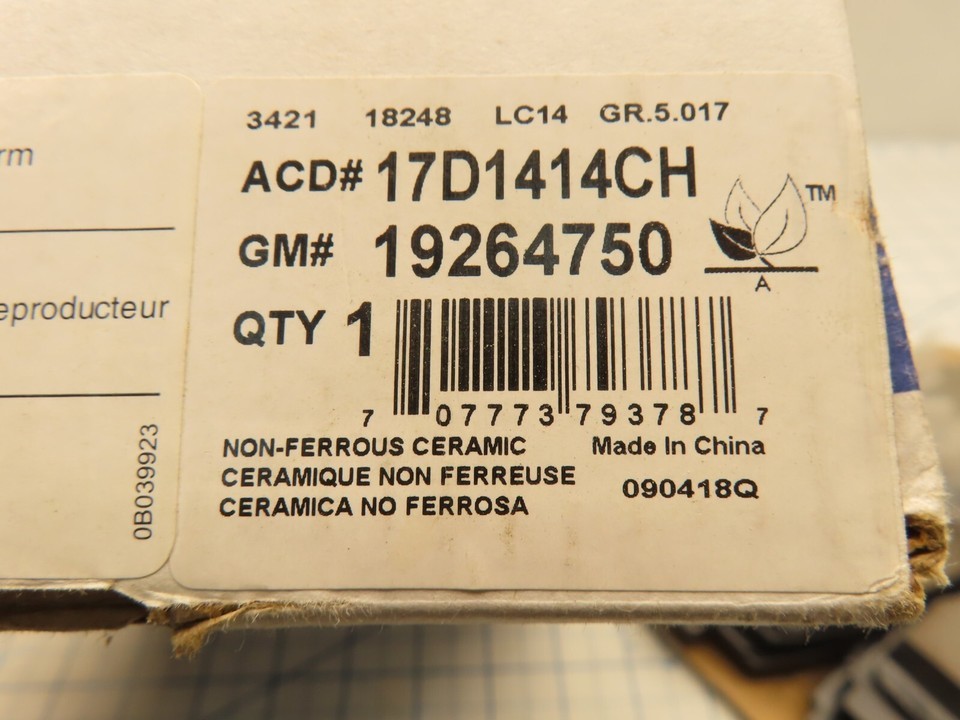 rm
eproducteur
0B039923
3421 18248 LC14 GR.5.017
ACD# 17D1414CH
TM
GM# 19264750
A
QTY 1
7 07773 79378 7
NON-FERROUS CERAMIC Made In China
CERAMIQUE NON FERREUSE
090418Q
CERAMICA NO FERROSA